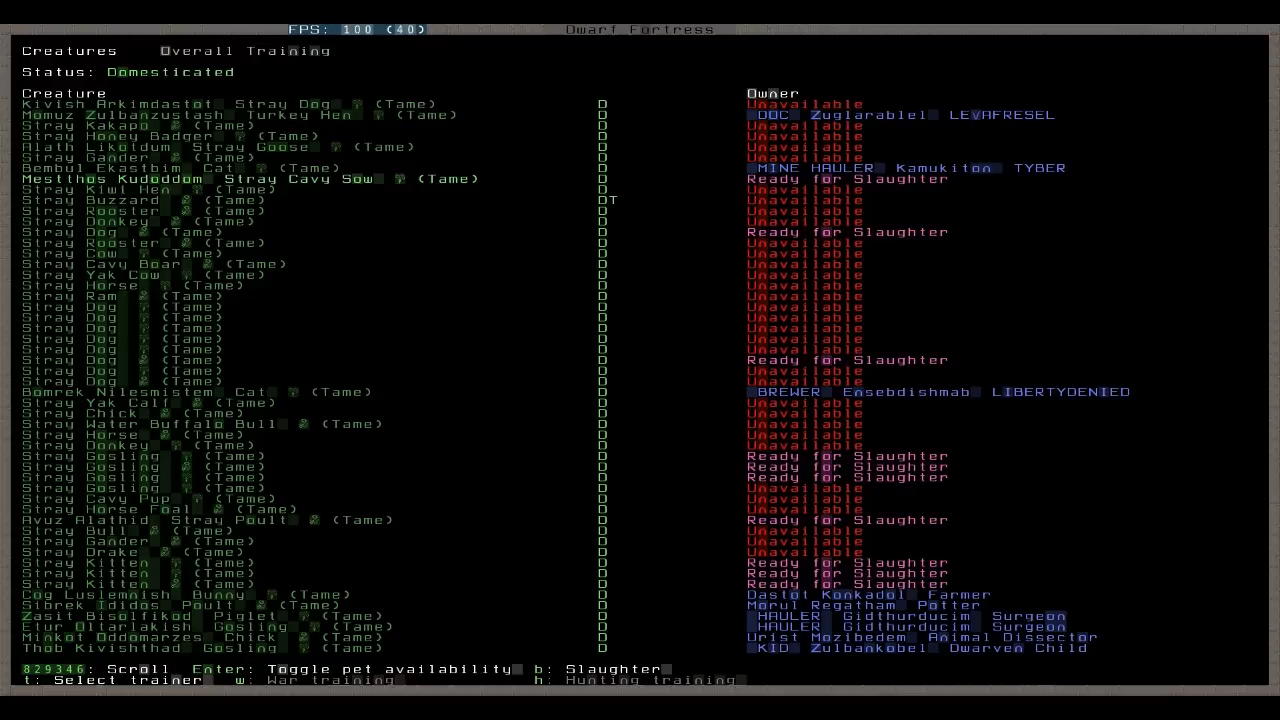 FPS: 100 (40) Dwarf Fortress
Creatures Overall Training
Status: Domesticated
Creature Owner
Kivish Arkimdastot Stray Dog ♀ (Tame) D Unavailable
Momuz Zulbanzustash Turkey Hen ♀ (Tame) D DOC Zuglarablel LEVAFRESEL
Stray Kakapo ♂ (Tame) D Unavailable
Stray Honey Badger ♀ (Tame) D Unavailable
Alath Likotdum Stray Goose ♀ (Tame) D Unavailable
Stray Gander ♂ (Tame) D Unavailable
Bembul Ekastbim Cat ♀ (Tame) D MINE HAULER Kamukiton TYBER
Mestthos Kudoddom Stray Cavy Sow ♀ (Tame) D Ready for Slaughter
Stray Kiwi Hen ♀ (Tame) D Unavailable
Stray Buzzard ♂ (Tame) DT Unavailable
Stray Rooster ♂ (Tame) D Unavailable
Stray Donkey ♂ (Tame) D Unavailable
Stray Dog ♂ (Tame) D Ready for Slaughter
Stray Rooster ♂ (Tame) D Unavailable
Stray Cow ♀ (Tame) D Unavailable
Stray Cavy Boar ♂ (Tame) D Unavailable
Stray Yak Cow ♀ (Tame) D Unavailable
Stray Horse ♀ (Tame) D Unavailable
Stray Ram ♂ (Tame) D Unavailable
Stray Dog ♀ (Tame) D Unavailable
Stray Dog ♀ (Tame) D Unavailable
Stray Dog ♀ (Tame) D Unavailable
Stray Dog ♀ (Tame) D Unavailable
Stray Dog ♀ (Tame) D Unavailable
Stray Dog ♂ (Tame) D Ready for Slaughter
Stray Dog ♀ (Tame) D Unavailable
Stray Dog ♀ (Tame) D Unavailable
Bomrek Nilesmistem Cat ♀ (Tame) D BREWER Ensebdishmab LIBERTYDENIED
Stray Yak Calf ♀ (Tame) D Unavailable
Stray Chick ♂ (Tame) D Unavailable
Stray Water Buffalo Bull ♂ (Tame) D Unavailable
Stray Horse ♂ (Tame) D Unavailable
Stray Donkey ♀ (Tame) D Unavailable
Stray Gosling ♀ (Tame) D Ready for Slaughter
Stray Gosling ♂ (Tame) D Ready for Slaughter
Stray Gosling ♀ (Tame) D Ready for Slaughter
Stray Gosling ♀ (Tame) D Unavailable
Stray Cavy Pup ♀ (Tame) D Unavailable
Stray Horse Foal ♂ (Tame) D Unavailable
Avuz Alathid Stray Poult ♂ (Tame) D Ready for Slaughter
Stray Bull ♂ (Tame) D Unavailable
Stray Gander ♂ (Tame) D Unavailable
Stray Drake ♂ (Tame) D Unavailable
Stray Kitten ♀ (Tame) D Ready for Slaughter
Stray Kitten ♂ (Tame) D Ready for Slaughter
Stray Kitten ♂ (Tame) D Ready for Slaughter
Cog Luslemnish Bunny ♀ (Tame) D Dastot Konkadol Farmer
Sibrek Ididos Poult ♂ (Tame) D Morul Regatham Potter
Zasit Bisolfikod Piglet ♀ (Tame) D HAULER Gidthurducim Surgeon
Etur Oltarlakish Gosling ♀ (Tame) D HAULER Gidthurducim Surgeon
Minkot Oddomarzes Chick ♂ (Tame) D Urist Mozibedem Animal Dissector
Thob Kivishthad Gosling ♀ (Tame) D KID Zulbankobel Dwarven Child
829346: Scroll Enter: Toggle pet availability b: Slaughter
t: Select trainer w: War training h: Hunting training